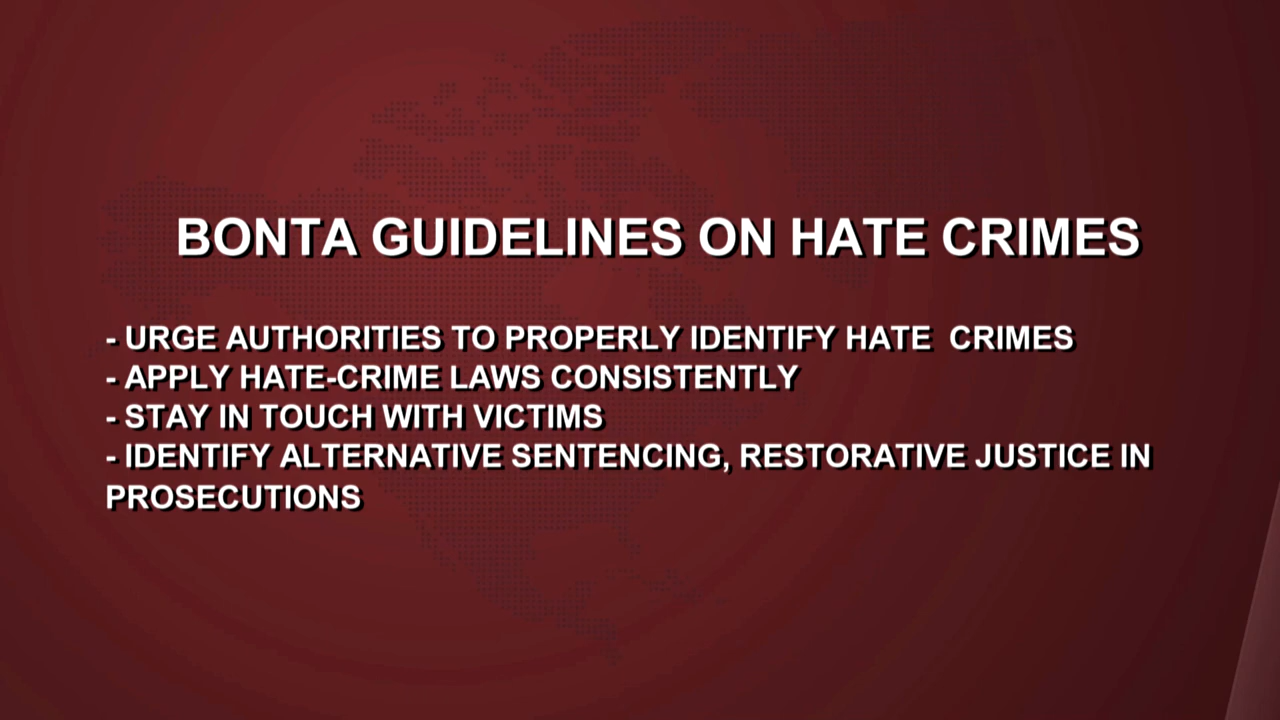 BONTA GUIDELINES ON HATE CRIMES
- URGE AUTHORITIES TO PROPERLY IDENTIFY HATE  CRIMES
- APPLY HATE-CRIME LAWS CONSISTENTLY
- STAY IN TOUCH WITH VICTIMS
- IDENTIFY ALTERNATIVE SENTENCING, RESTORATIVE JUSTICE IN
PROSECUTIONS